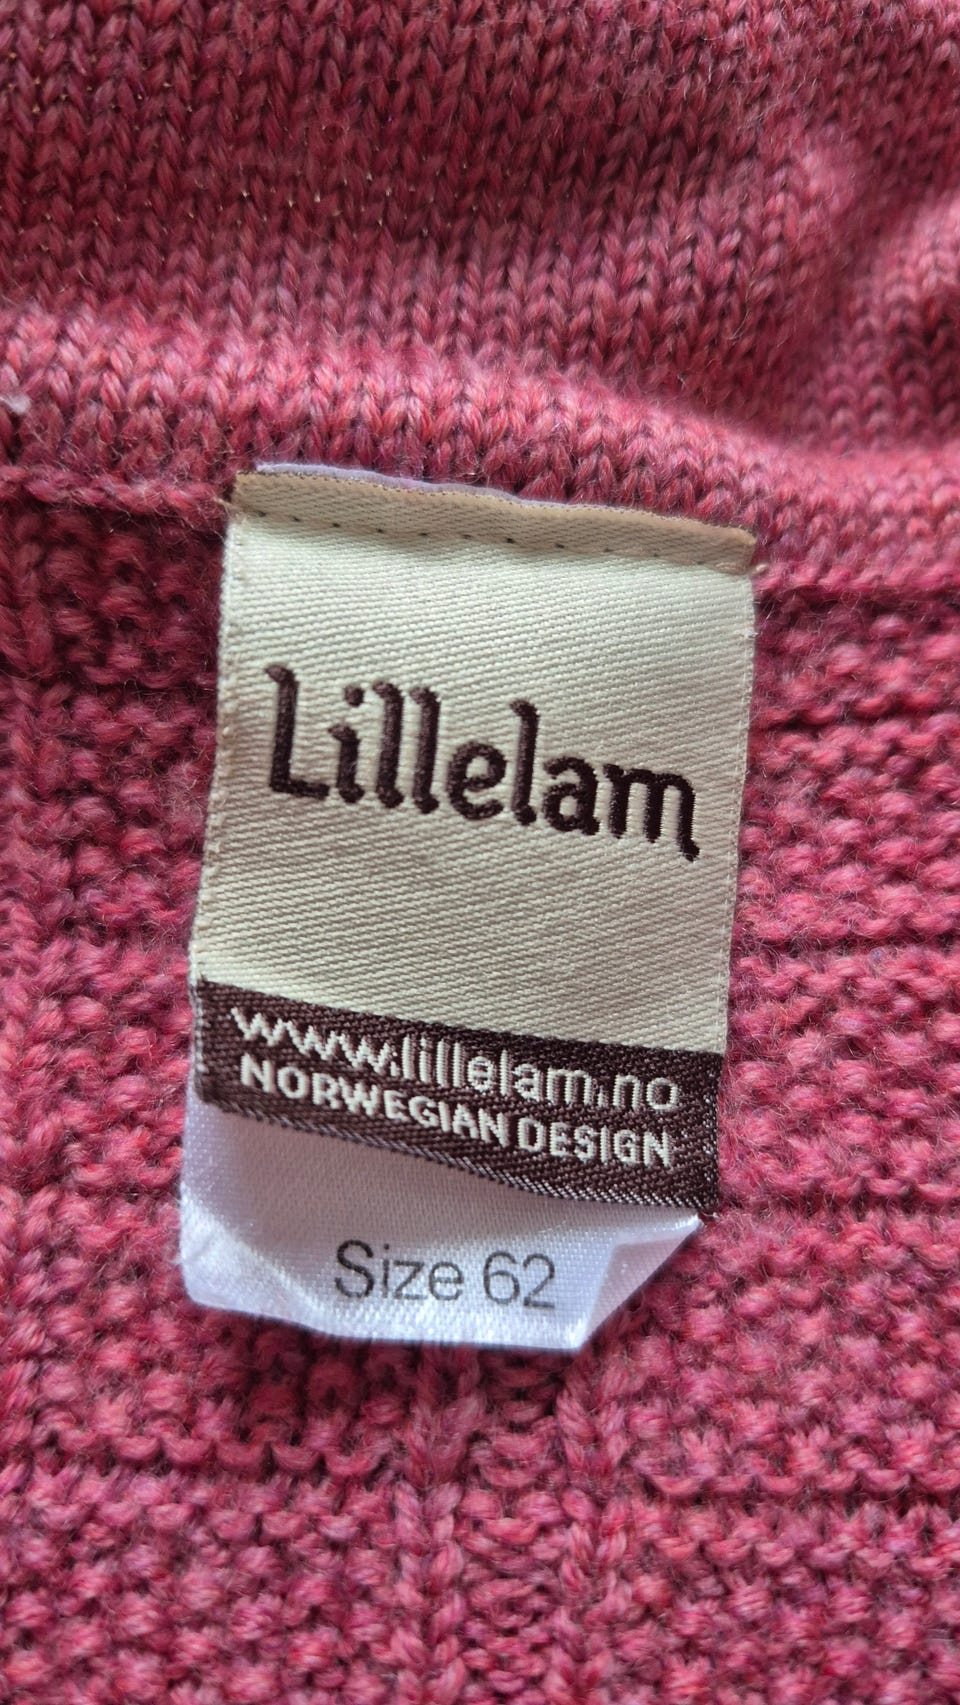 Lillelam
www.lillelam.no
NORWEGIAN DESIGN
Size 62